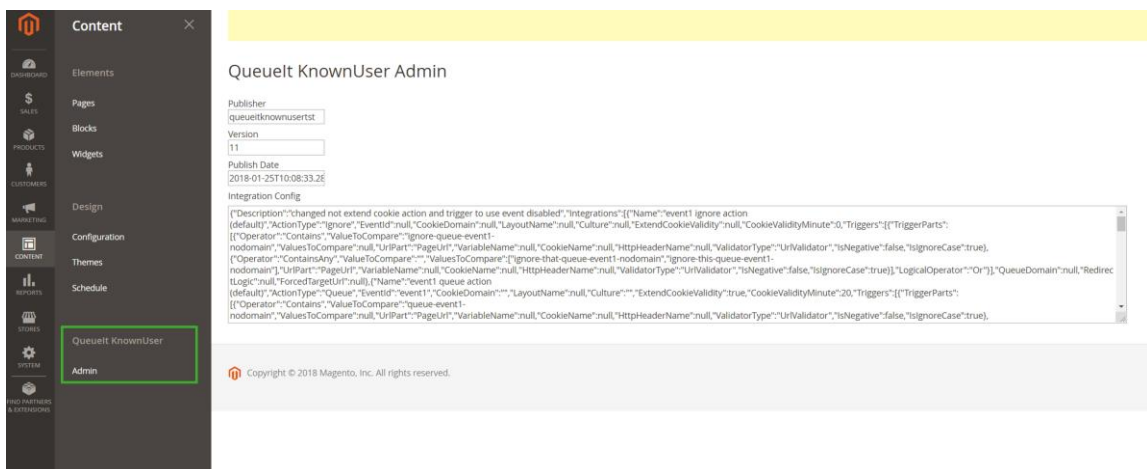 Content
DASHBOARD
SALES
PRODUCTS
CUSTOMERS
MARKETING
CONTENT
REPORTS
STORES
SYSTEM
FIND PARTNERS
& EXTENSIONS
Elements
Pages
Blocks
Widgets
Design
Configuration
Themes
Schedule
QueueIt KnownUser
Admin
QueueIt KnownUser Admin
Publisher
queueitknownusertst
Version
11
Publish Date
2018-01-25T10:08:33.28
Integration Config
{"Description":"changed not extend cookie action and trigger to use event disabled","Integrations":[{"Name":"event1 ignore action
(default)","ActionType":"Ignore","EventId":null,"CookieDomain":null,"LayoutName":null,"Culture":null,"ExtendCookieValidity":null,"CookieValidityMinute":0,"Triggers":[{"TriggerParts":
[{"Operator":"Contains","ValueToCompare":"ignore-queue-event1-
nodomain","ValuesToCompare":null,"UrlPart":"PageUrl","VariableName":null,"CookieName":null,"HttpHeaderName":null,"ValidatorType":"UrlValidator","IsNegative":false,"IsIgnoreCase":true},
{"Operator":"ContainsAny","ValueToCompare":"","ValuesToCompare":["ignore-that-queue-event1-nodomain","ignore-this-queue-event1-
nodomain"],"UrlPart":"PageUrl","VariableName":null,"CookieName":null,"HttpHeaderName":null,"ValidatorType":"UrlValidator","IsNegative":false,"IsIgnoreCase":true}],"LogicalOperator":"Or"}],"QueueDomain":null,"Redirec
tLogic":null,"ForcedTargetUrl":null},{"Name":"event1 queue action
(default)","ActionType":"Queue","EventId":"event1","CookieDomain":"","LayoutName":null,"Culture":"","ExtendCookieValidity":true,"CookieValidityMinute":20,"Triggers":[{"TriggerParts":
[{"Operator":"Contains","ValueToCompare":"queue-event1-
nodomain","ValuesToCompare":null,"UrlPart":"PageUrl","VariableName":null,"CookieName":null,"HttpHeaderName":null,"ValidatorType":"UrlValidator","IsNegative":false,"IsIgnoreCase":true},
Copyright © 2018 Magento, Inc. All rights reserved.